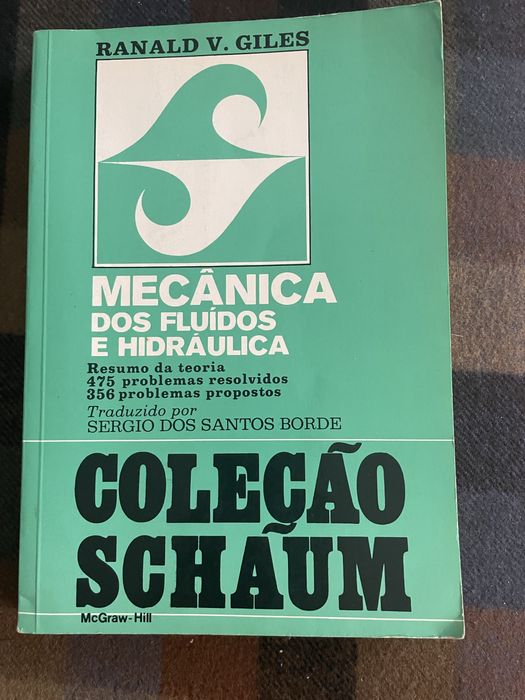 RANALD V. GILES
MECÂNICA
DOS FLUÍDOS
E HIDRÁULICA
Resumo da teoria
475 problemas resolvidos
356 problemas propostos
Traduzido por
SERGIO DOS SANTOS BORDE
COLEÇÃO
SCHAUM
McGraw-Hill